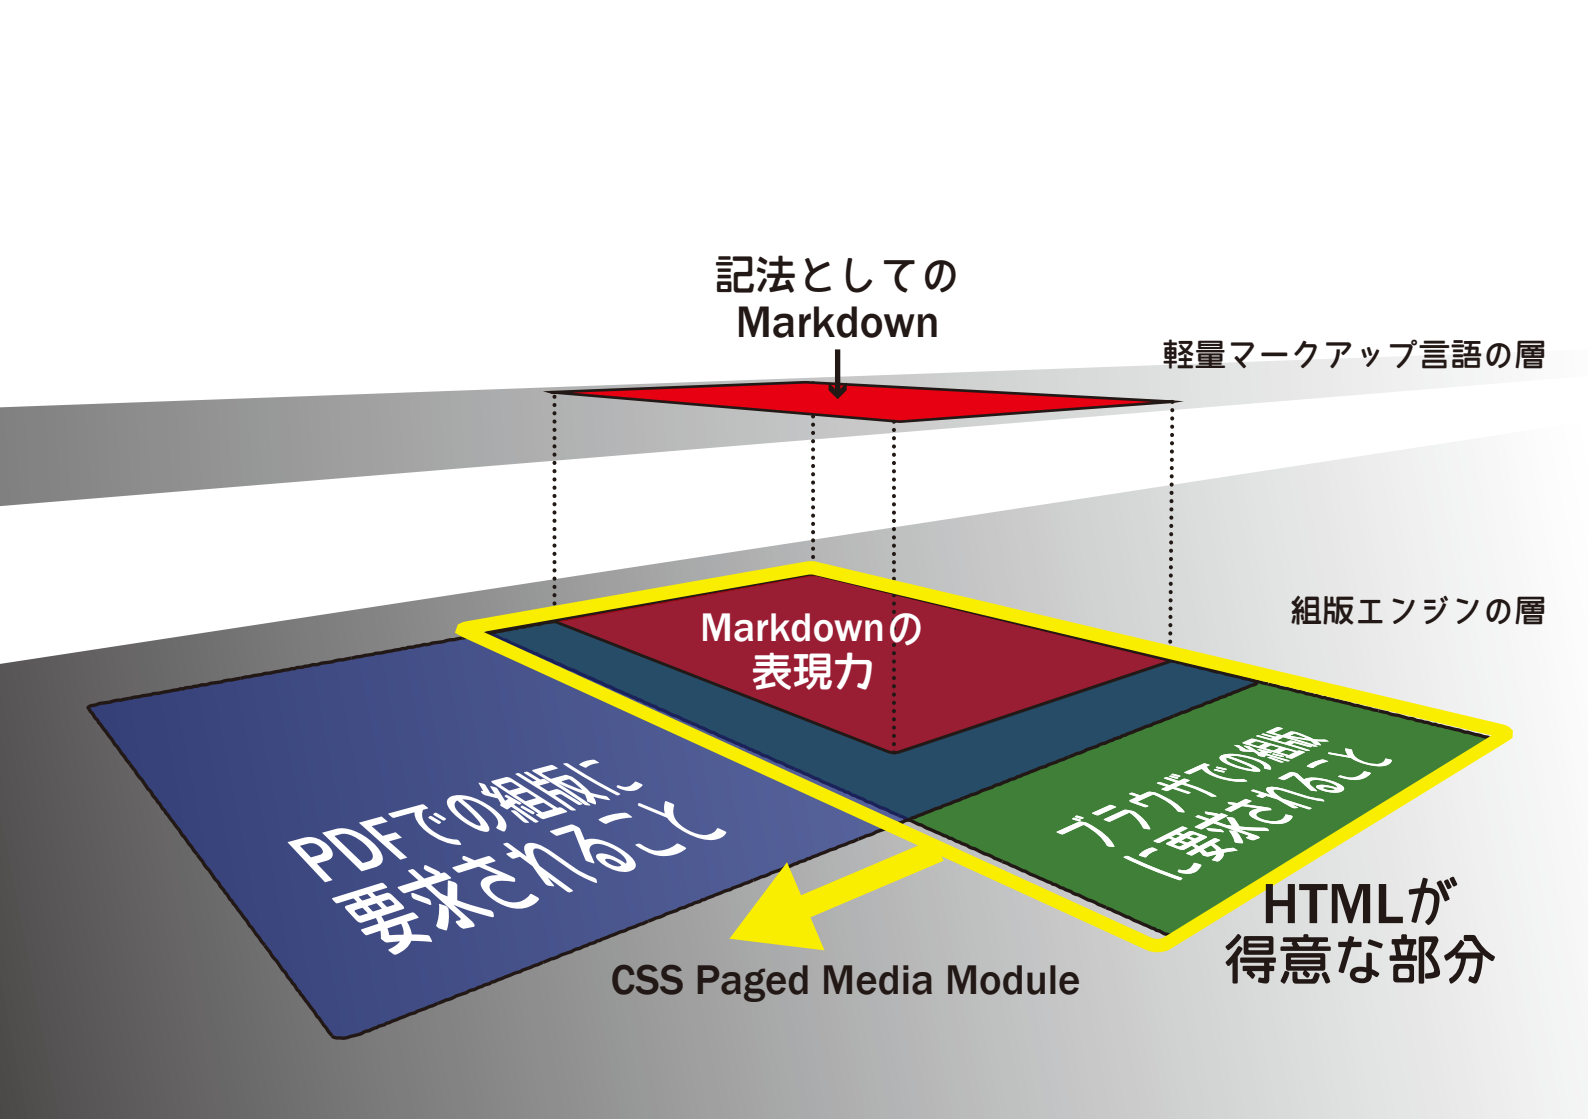 記法としての
Markdown
軽量マークアップ言語の層
組版エンジンの層
Markdownの
表現力
PDFでの組版に
要求されること
ブラウザでの組版
に要求されること
HTMLが
得意な部分
CSS Paged Media Module